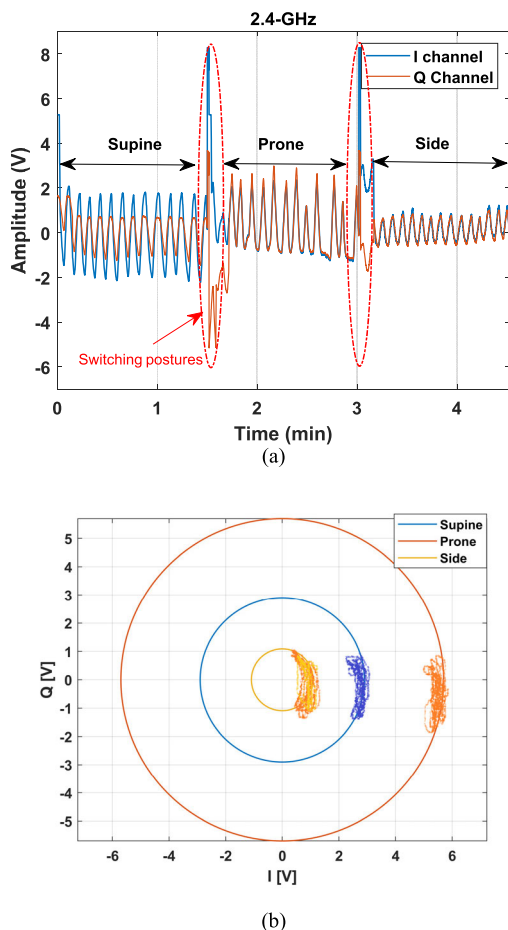 2.4-GHz
I channel
Q Channel
Supine
Prone
Side
Switching postures
Amplitude (V)
8
6
4
2
0
-2
-4
-6
0
1
2
3
4
Time (min)
(a)
Supine
Prone
Side
Q [V]
5
4
3
2
1
0
-1
-2
-3
-4
-5
-6
-4
-2
0
2
4
6
I [V]
(b)